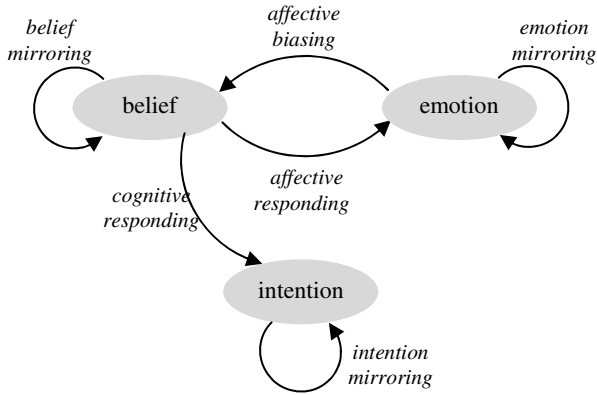 affective
biasing
belief
mirroring
emotion
mirroring
belief
emotion
affective
responding
cognitive
responding
intention
intention
mirroring